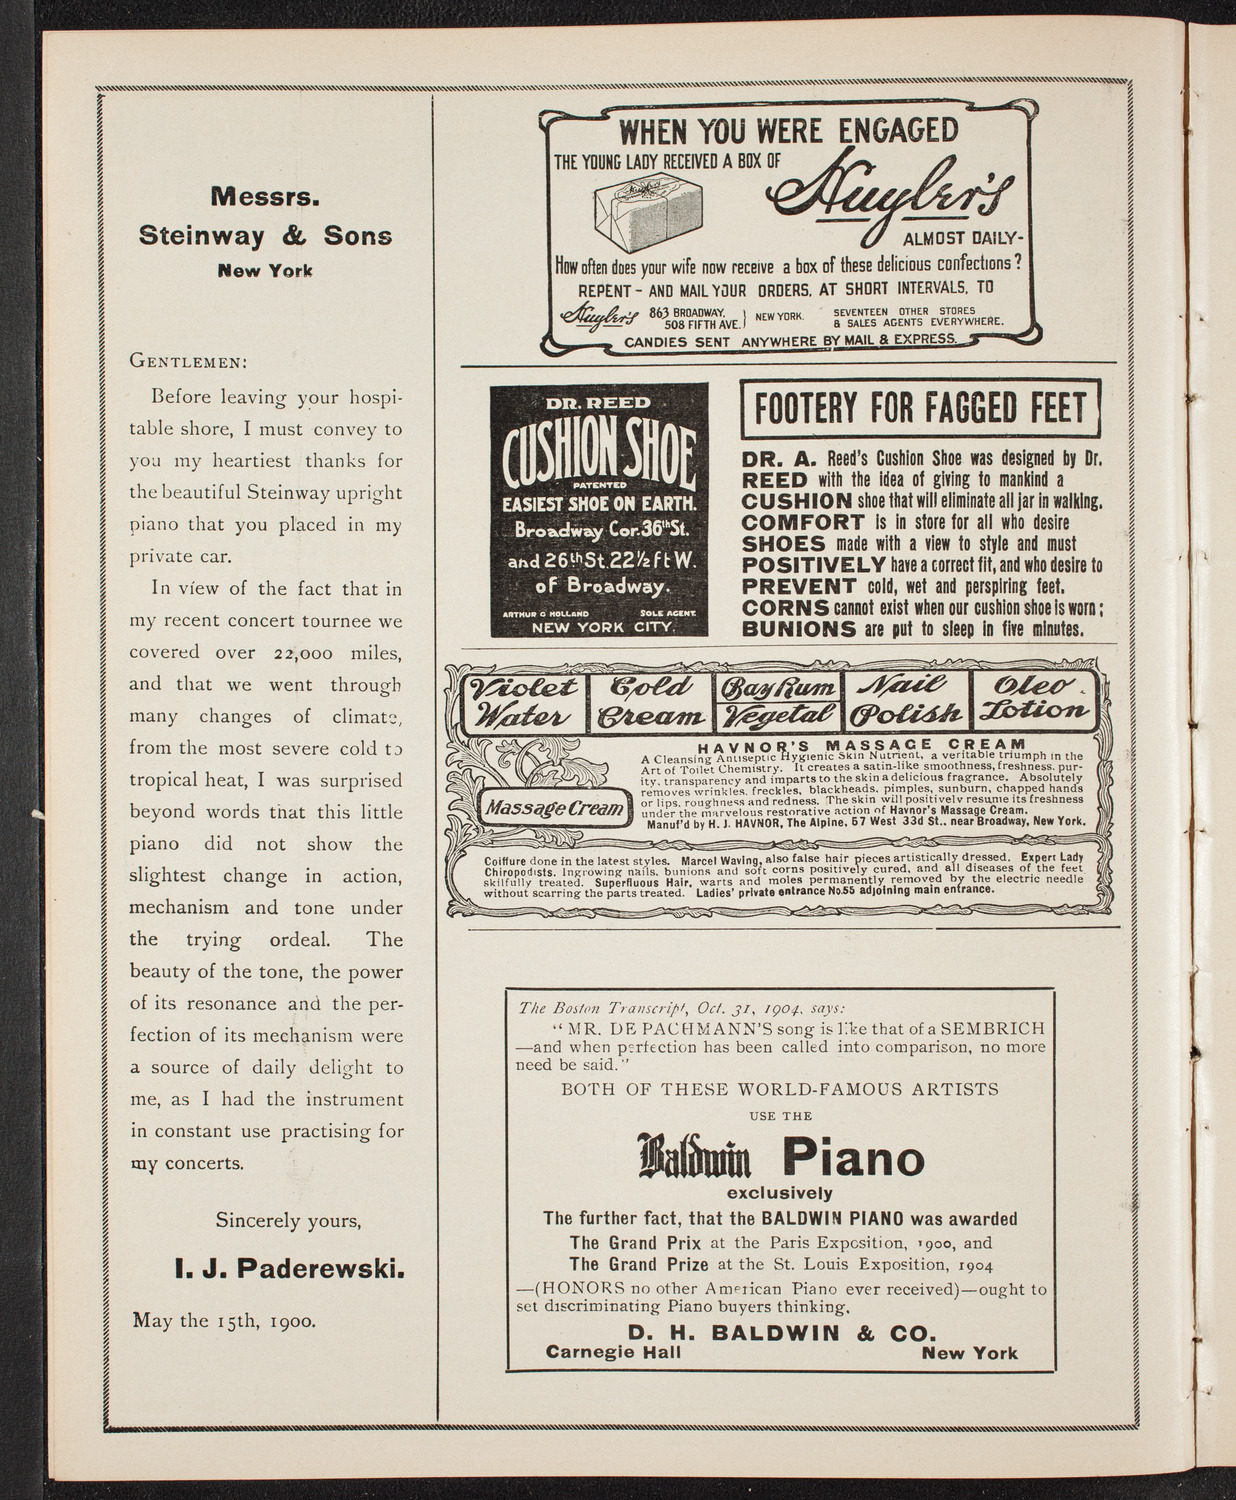 Messrs.
Steinway & Sons
New York
GENTLEMEN:
Before leaving your hospi-
table shore, I must convey to
you my heartiest thanks for
the beautiful Steinway upright
piano that you placed in my
private car.
In view of the fact that in
my recent concert tournee we
covered over 22,000 miles,
and that we went through
many changes of climate,
from the most severe cold to
tropical heat, I was surprised
beyond words that this little
piano did not show the
slightest change in action,
mechanism and tone under
the trying ordeal. The
beauty of the tone, the power
of its resonance and the per-
fection of its mechanism were
a source of daily delight to
me, as I had the instrument
in constant use practising for
my concerts.
Sincerely yours,
I. J. Paderewski.
May the 15th, 1900.
WHEN YOU WERE ENGAGED
THE YOUNG LADY RECEIVED A BOX OF
Huyler's
ALMOST DAILY-
How often does your wife now receive a box of these delicious confections?
REPENT - AND MAIL YOUR ORDERS, AT SHORT INTERVALS, TO
Huyler's 863 BROADWAY, 508 FIFTH AVE. } NEW YORK. SEVENTEEN OTHER STORES & SALES AGENTS EVERYWHERE.
CANDIES SENT ANYWHERE BY MAIL & EXPRESS.
DR. REED
CUSHION SHOE
PATENTED
EASIEST SHOE ON EARTH.
Broadway Cor. 36th St.
and 26th St. 22½ ft W.
of Broadway.
ARTHUR G HOLLAND SOLE AGENT.
NEW YORK CITY.
FOOTERY FOR FAGGED FEET
DR. A. Reed's Cushion Shoe was designed by Dr.
REED with the idea of giving to mankind a
CUSHION shoe that will eliminate all jar in walking.
COMFORT is in store for all who desire
SHOES made with a view to style and must
POSITIVELY have a correct fit, and who desire to
PREVENT cold, wet and perspiring feet.
CORNS cannot exist when our cushion shoe is worn;
BUNIONS are put to sleep in five minutes.
Violet Water
Cold Cream
Bay Rum
Vegetal
Nail Polish
Oleo Lotion
Massage Cream
HAVNOR'S MASSAGE CREAM
A Cleansing Antiseptic Hygienic Skin Nutrient, a veritable triumph in the
Art of Toilet Chemistry. It creates a satin-like smoothness, freshness, pur-
ity, transparency and imparts to the skin a delicious fragrance. Absolutely
removes wrinkles, freckles, blackheads, pimples, sunburn, chapped hands
or lips, roughness and redness. The skin will positively resume its freshness
under the marvelous restorative action of Havnor's Massage Cream.
Manuf'd by H. J. HAVNOR, The Alpine, 57 West 33d St., near Broadway, New York.
Coiffure done in the latest styles. Marcel Waving, also false hair pieces artistically dressed. Expert Lady
Chiropodists. Ingrowing nails, bunions and soft corns positively cured, and all diseases of the feet
skilfully treated. Superfluous Hair, warts and moles permanently removed by the electric needle
without scarring the parts treated. Ladies' private entrance No. 55 adjoining main entrance.
The Boston Transcript, Oct. 31, 1904, says:
"MR. DE PACHMANN'S song is like that of a SEMBRICH
—and when perfection has been called into comparison, no more
need be said."
BOTH OF THESE WORLD-FAMOUS ARTISTS
USE THE
Baldwin Piano
exclusively
The further fact, that the BALDWIN PIANO was awarded
The Grand Prix at the Paris Exposition, 1900, and
The Grand Prize at the St. Louis Exposition, 1904
—(HONORS no other American Piano ever received)—ought to
set discriminating Piano buyers thinking.
D. H. BALDWIN & CO.
Carnegie Hall New York